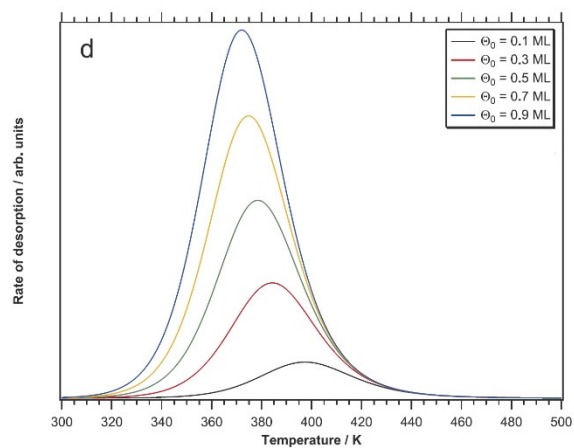 d
Θ₀ = 0.1 ML
Θ₀ = 0.3 ML
Θ₀ = 0.5 ML
Θ₀ = 0.7 ML
Θ₀ = 0.9 ML
Rate of desorption / arb. units
300 320 340 360 380 400 420 440 460 480 500
Temperature / K